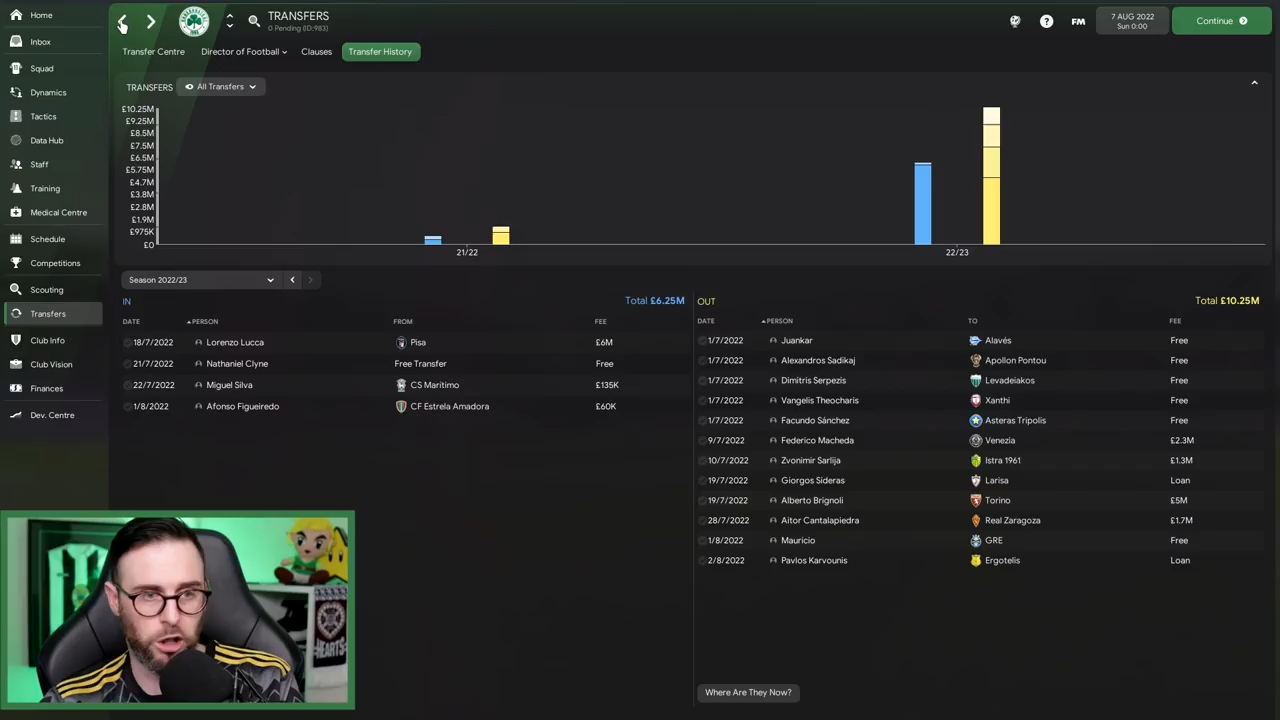 Home
Inbox
Squad
Dynamics
Tactics
Data Hub
Staff
Training
Medical Centre
Schedule
Competitions
Scouting
Transfers
Club Info
Club Vision
Finances
Dev. Centre
TRANSFERS
0 Pending (ID:983)
FM
7 AUG 2022
Sun 0:00
Continue
Transfer Centre
Director of Football
Clauses
Transfer History
TRANSFERS All Transfers
£10.25M
£9.25M
£8.5M
£7.5M
£6.5M
£5.75M
£4.7M
£3.8M
£2.8M
£1.9M
£975K
£0
21/22
22/23
Season 2022/23
IN Total £6.25M
DATE PERSON FROM FEE
18/7/2022 Lorenzo Lucca Pisa £6M
21/7/2022 Nathaniel Clyne Free Transfer Free
22/7/2022 Miguel Silva CS Marítimo £135K
1/8/2022 Afonso Figueiredo CF Estrela Amadora £60K
OUT Total £10.25M
DATE PERSON TO FEE
1/7/2022 Juankar Alavés Free
1/7/2022 Alexandros Sadikaj Apollon Pontou Free
1/7/2022 Dimitris Serpezis Levadeiakos Free
1/7/2022 Vangelis Theocharis Xanthi Free
1/7/2022 Facundo Sánchez Asteras Tripolis Free
9/7/2022 Federico Macheda Venezia £2.3M
10/7/2022 Zvonimir Sarlija Istra 1961 £1.3M
19/7/2022 Giorgos Sideras Larisa Loan
19/7/2022 Alberto Brignoli Torino £5M
28/7/2022 Aitor Cantalapiedra Real Zaragoza £1.7M
1/8/2022 Maurício GRE Free
2/8/2022 Pavlos Karvounis Ergotelis Loan
Where Are They Now?
HEARTS